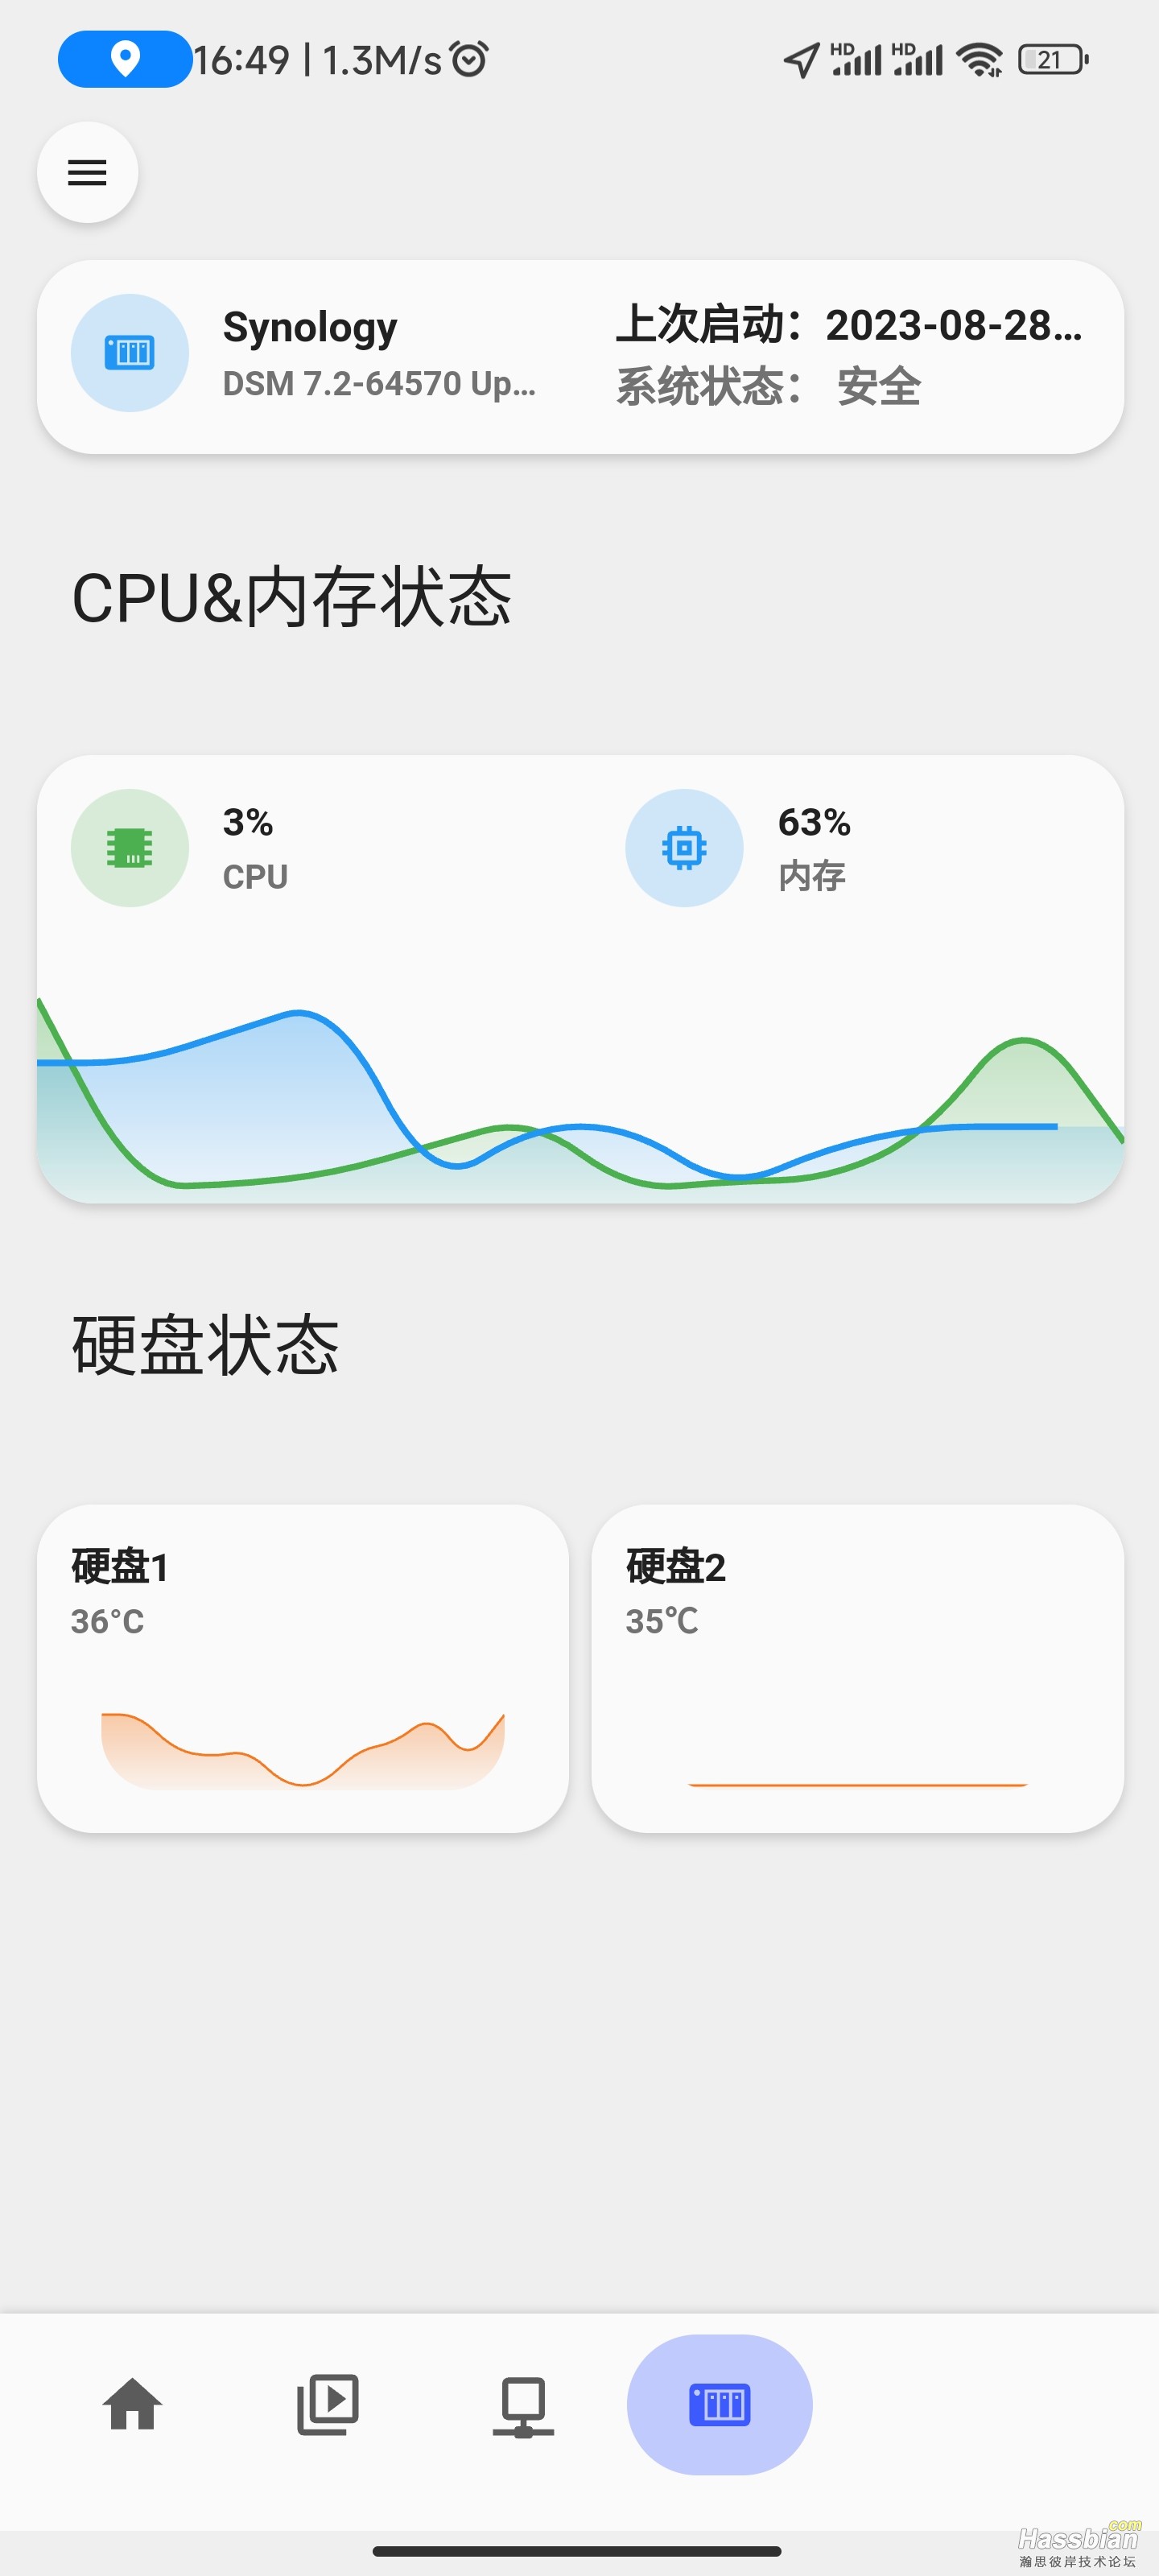 16:49 | 1.3M/s
HD HD 21
Synology
DSM 7.2-64570 Up...
上次启动：2023-08-28...
系统状态： 安全
CPU&内存状态
3%
CPU
63%
内存
硬盘状态
硬盘1
36°C
硬盘2
35℃
Hassbian.com
瀚思彼岸技术论坛